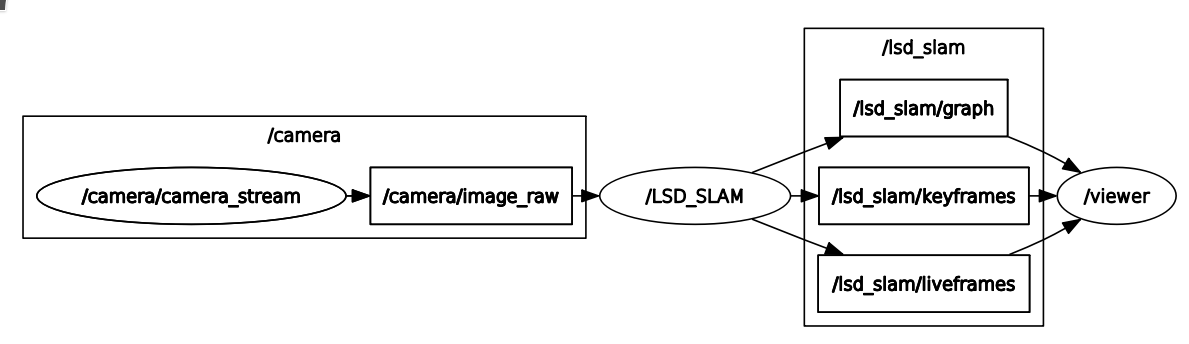 /camera
/camera/camera_stream
/camera/image_raw
/LSD_SLAM
/lsd_slam
/lsd_slam/graph
/lsd_slam/keyframes
/lsd_slam/liveframes
/viewer